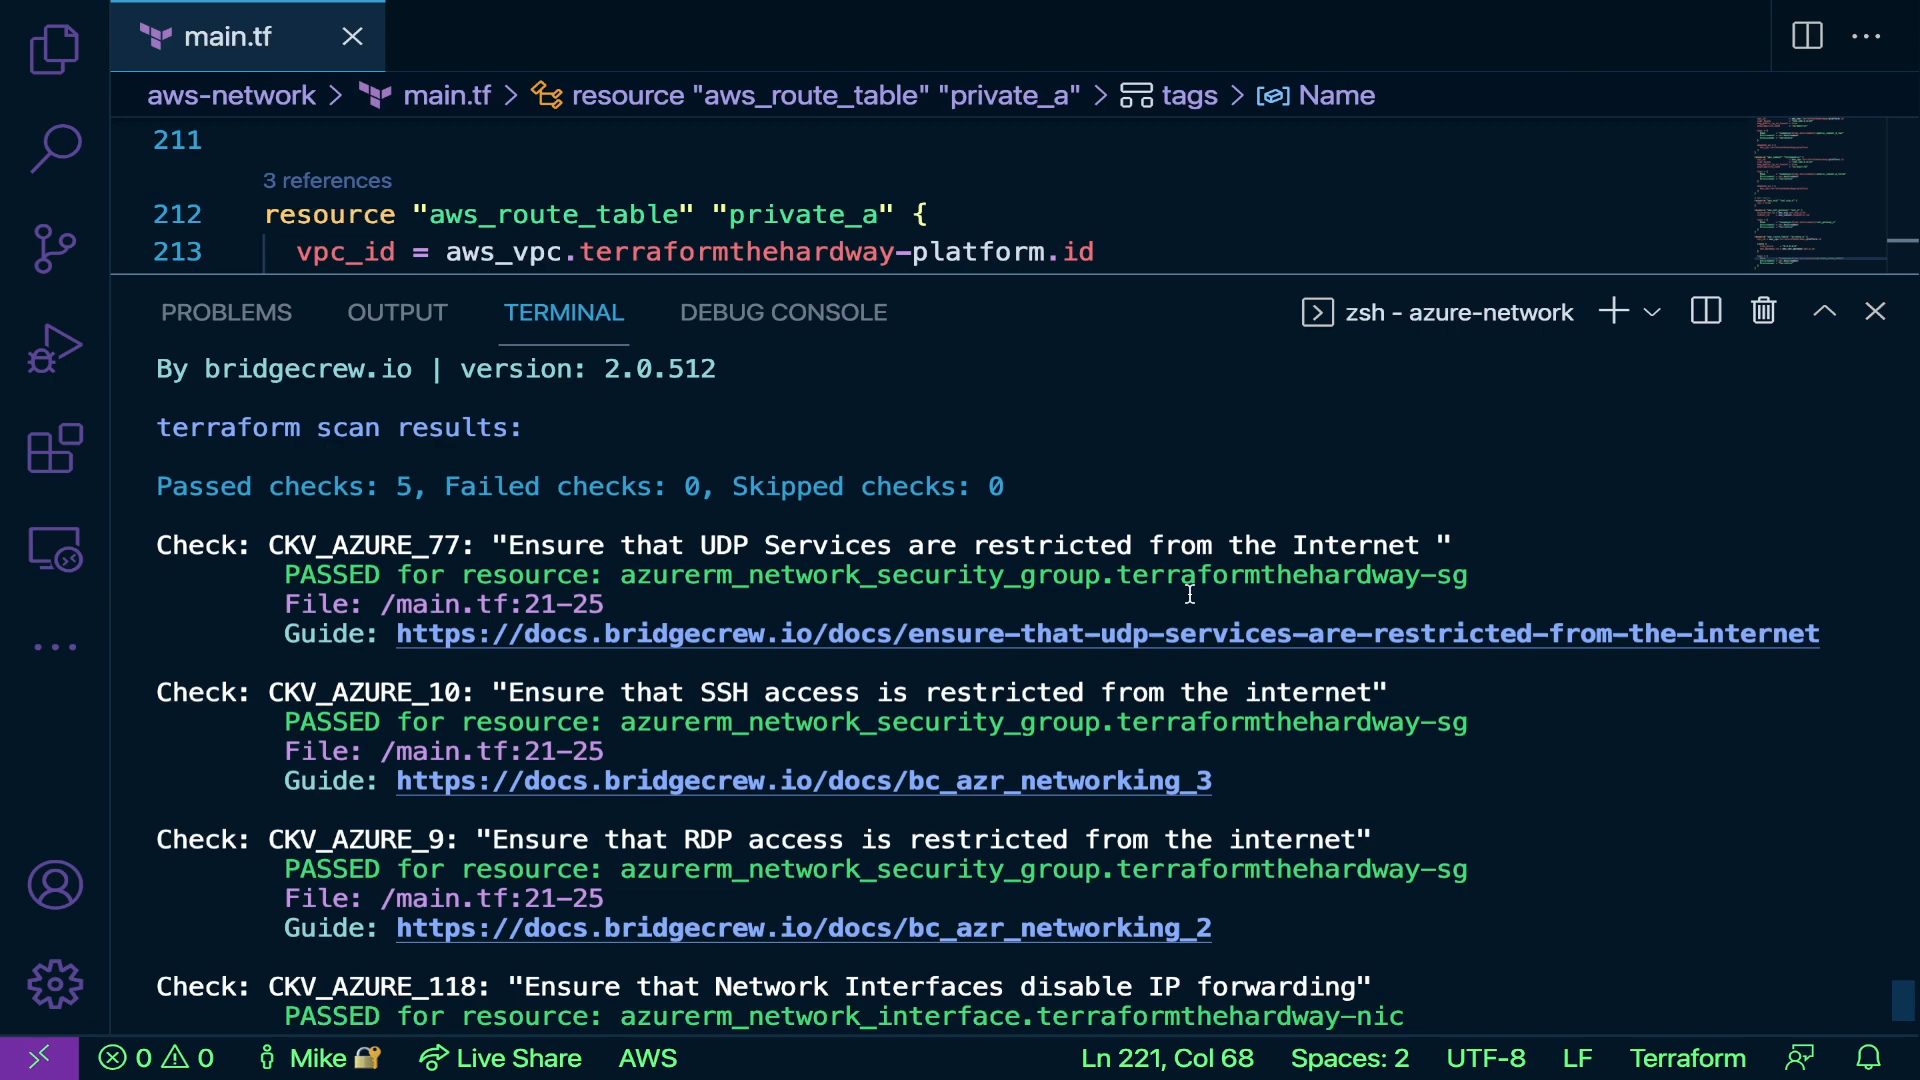 main.tf
aws-network > main.tf > resource "aws_route_table" "private_a" > tags > Name
211
3 references
212 resource "aws_route_table" "private_a" {
213 vpc_id = aws_vpc.terraformthehardway-platform.id
PROBLEMS OUTPUT TERMINAL DEBUG CONSOLE zsh - azure-network
By bridgecrew.io | version: 2.0.512
terraform scan results:
Passed checks: 5, Failed checks: 0, Skipped checks: 0
Check: CKV_AZURE_77: "Ensure that UDP Services are restricted from the Internet "
PASSED for resource: azurerm_network_security_group.terraformthehardway-sg
File: /main.tf:21-25
Guide: https://docs.bridgecrew.io/docs/ensure-that-udp-services-are-restricted-from-the-internet
Check: CKV_AZURE_10: "Ensure that SSH access is restricted from the internet"
PASSED for resource: azurerm_network_security_group.terraformthehardway-sg
File: /main.tf:21-25
Guide: https://docs.bridgecrew.io/docs/bc_azr_networking_3
Check: CKV_AZURE_9: "Ensure that RDP access is restricted from the internet"
PASSED for resource: azurerm_network_security_group.terraformthehardway-sg
File: /main.tf:21-25
Guide: https://docs.bridgecrew.io/docs/bc_azr_networking_2
Check: CKV_AZURE_118: "Ensure that Network Interfaces disable IP forwarding"
PASSED for resource: azurerm_network_interface.terraformthehardway-nic
0 0 Mike 🔐 Live Share AWS Ln 221, Col 68 Spaces: 2 UTF-8 LF Terraform